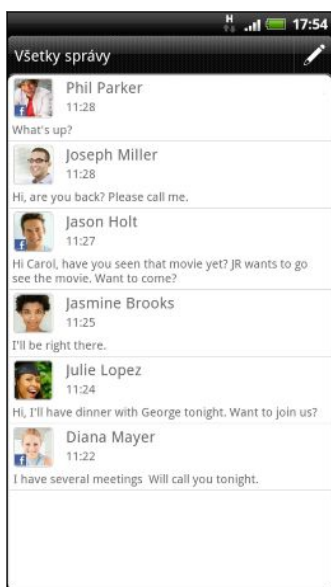 H
17:54
Všetky správy
Phil Parker
11:28
What's up?
Joseph Miller
11:28
Hi, are you back? Please call me.
Jason Holt
11:27
Hi Carol, have you seen that movie yet? JR wants to go
see the movie. Want to come?
Jasmine Brooks
11:25
I'll be right there.
Julie Lopez
11:24
Hi, I'll have dinner with George tonight. Want to join us?
Diana Mayer
11:22
I have several meetings  Will call you tonight.